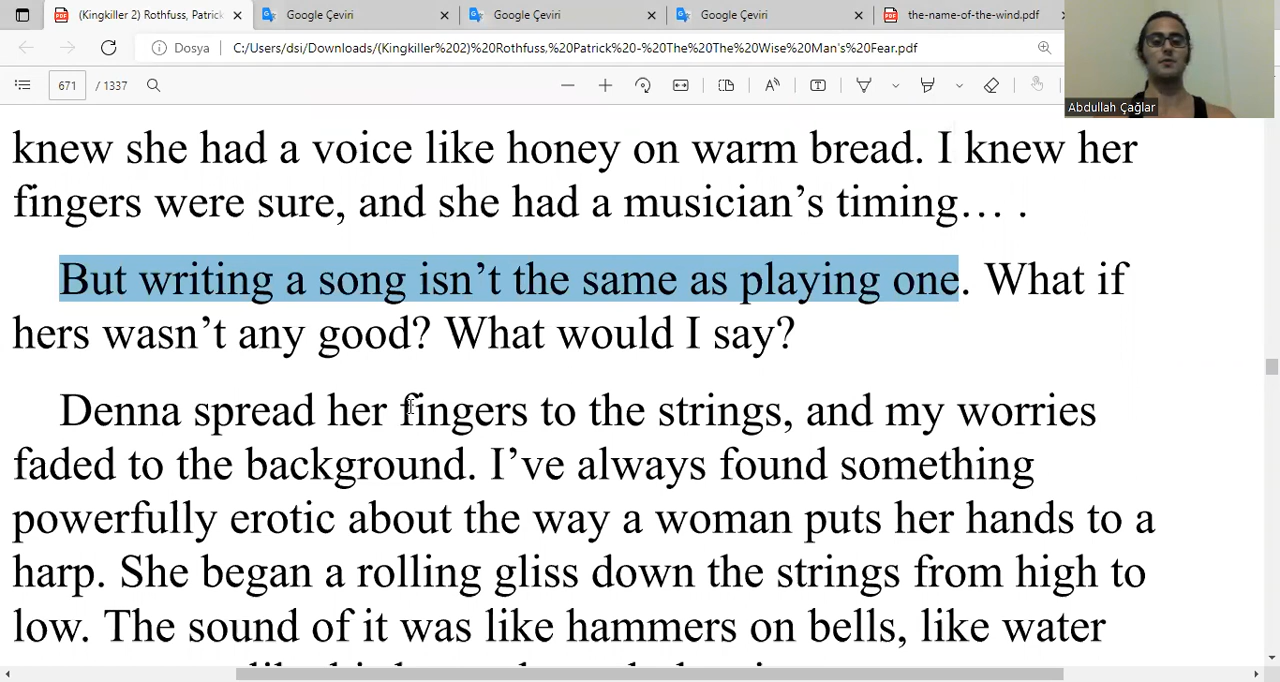 (Kingkiller 2) Rothfuss, Patrick
Google Çeviri
Google Çeviri
Google Çeviri
the-name-of-the-wind.pdf
Dosya
C:/Users/dsi/Downloads/(Kingkiller%202)%20Rothfuss,%20Patrick%20-%20The%20The%20Wise%20Man's%20Fear.pdf
671
/ 1337
Abdullah Çağlar
knew she had a voice like honey on warm bread. I knew her
fingers were sure, and she had a musician’s timing… .
But writing a song isn’t the same as playing one. What if
hers wasn’t any good? What would I say?
Denna spread her fingers to the strings, and my worries
faded to the background. I’ve always found something
powerfully erotic about the way a woman puts her hands to a
harp. She began a rolling gliss down the strings from high to
low. The sound of it was like hammers on bells, like water